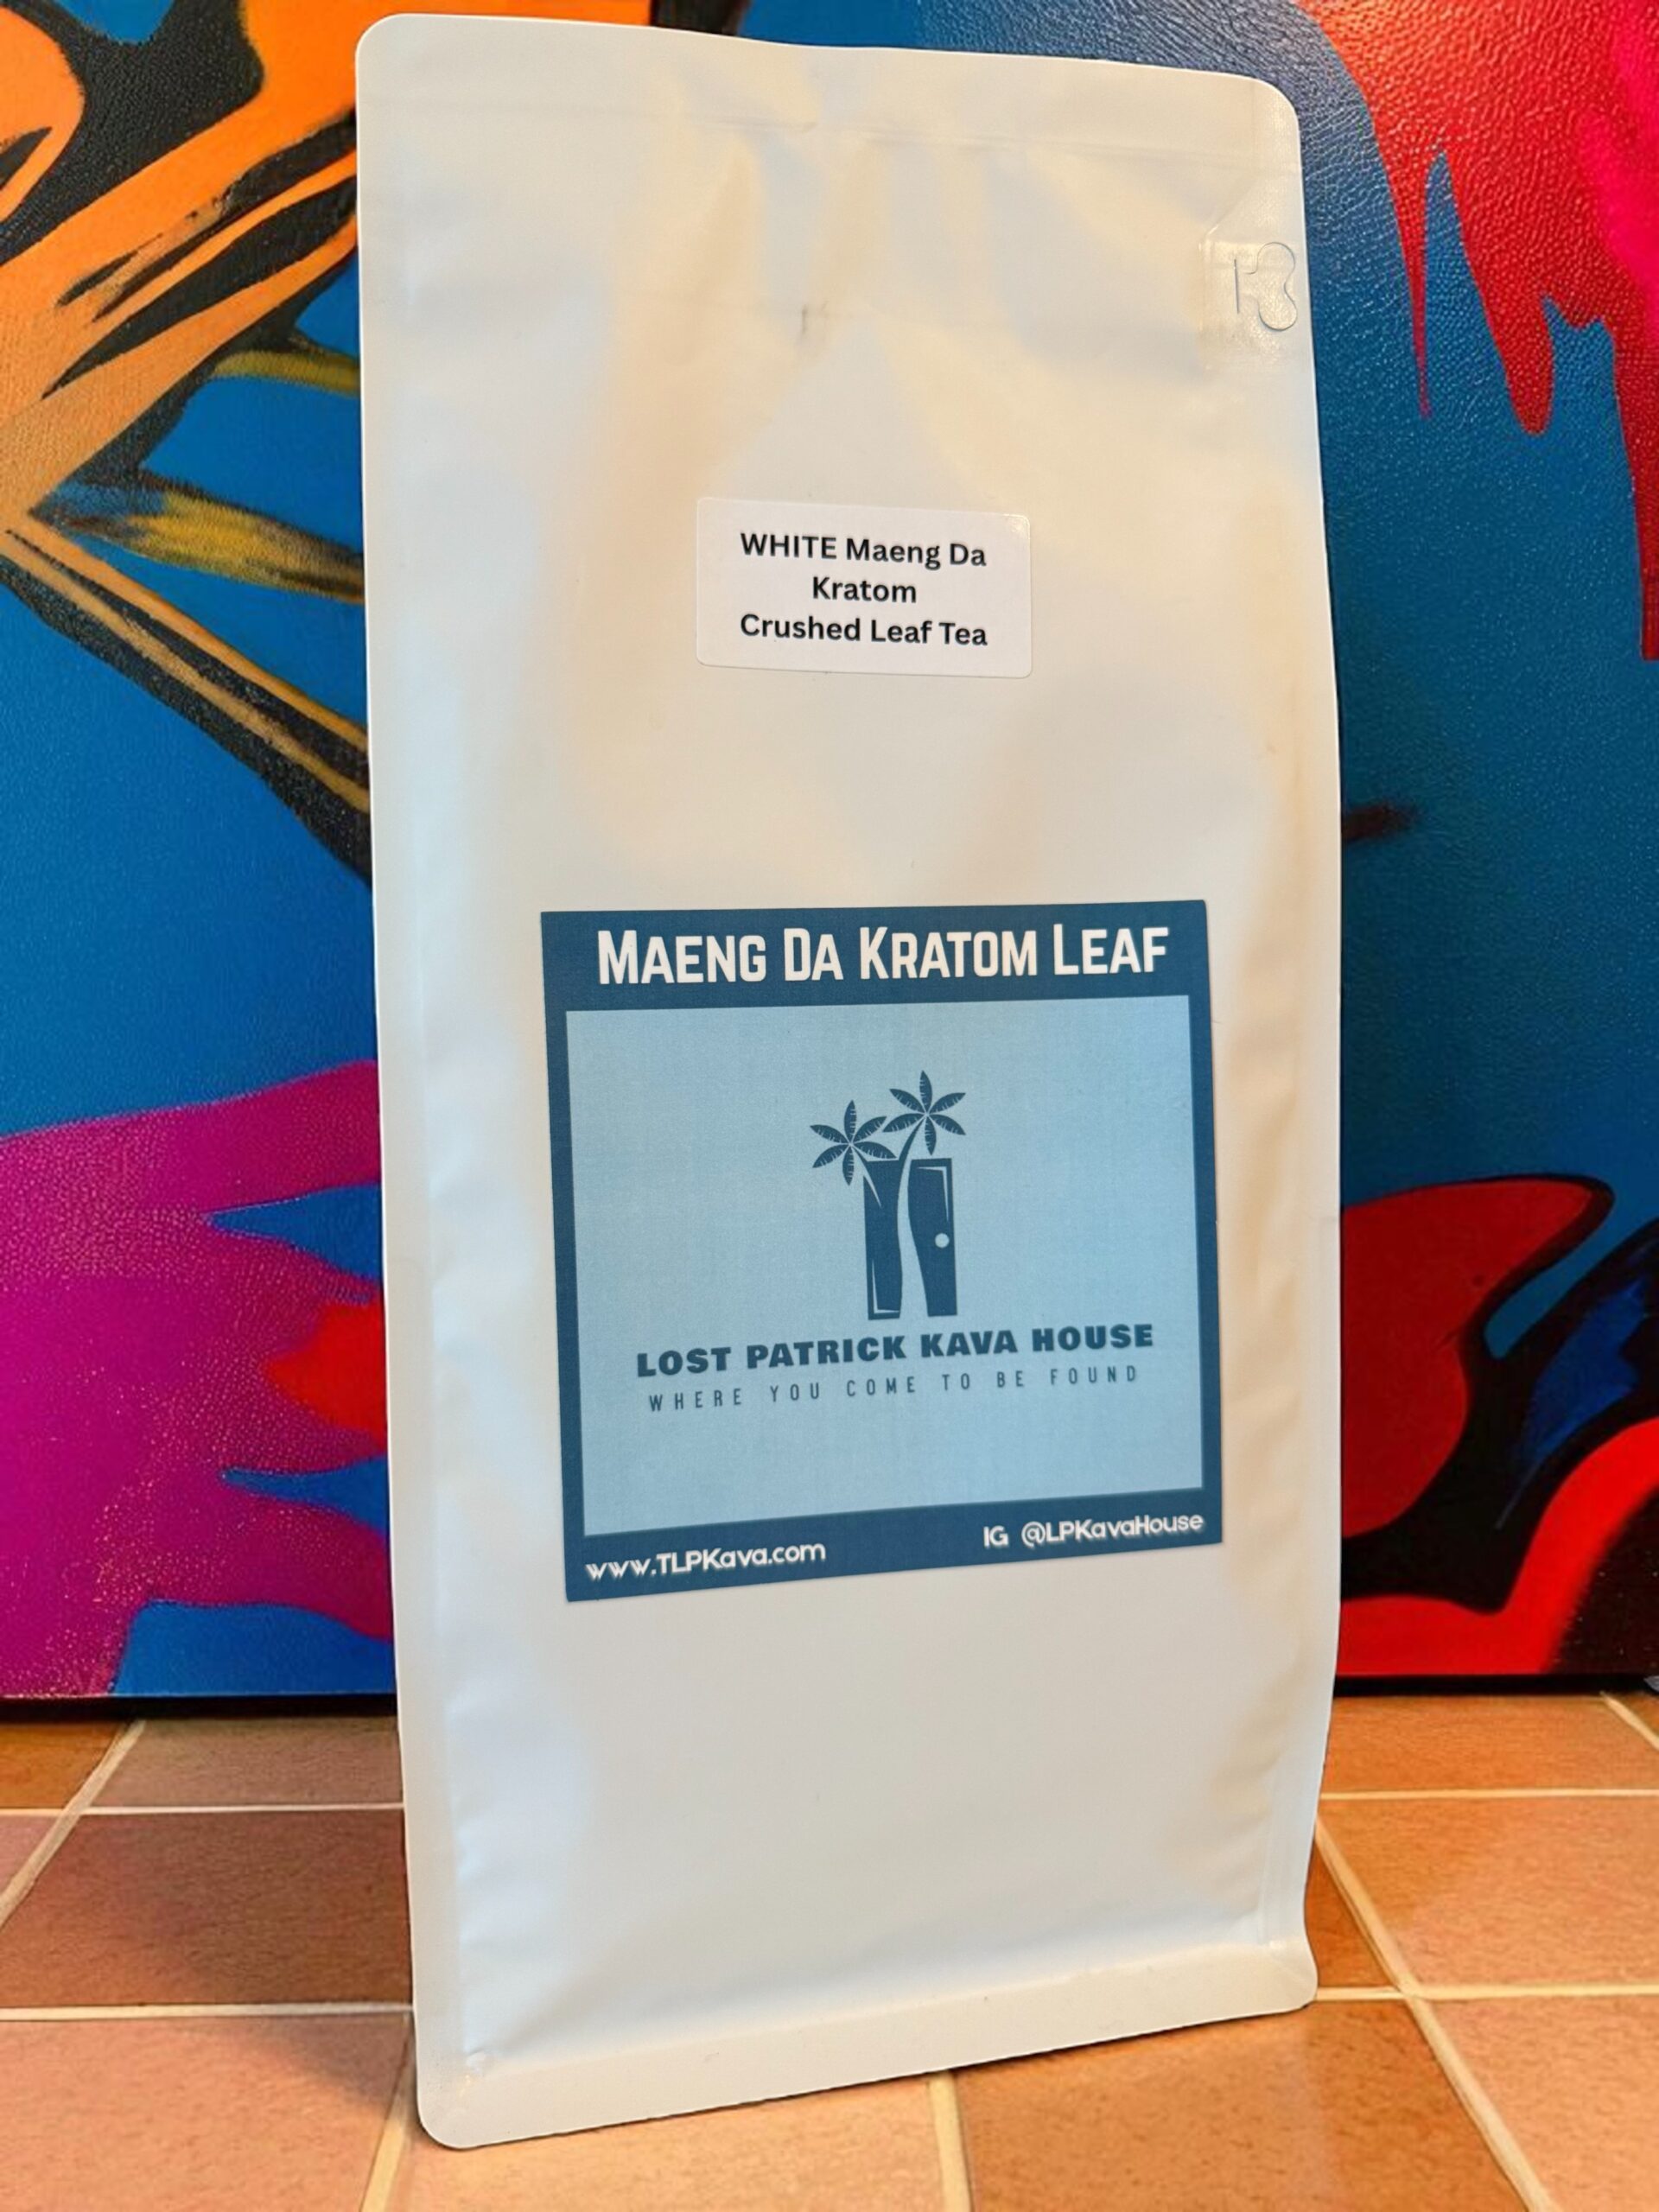 WHITE Maeng Da
Kratom
Crushed Leaf Tea
MAENG DA KRATOM LEAF
LOST PATRICK KAVA HOUSE
WHERE YOU COME TO BE FOUND
www.TLPKava.com
IG @LPKavaHouse